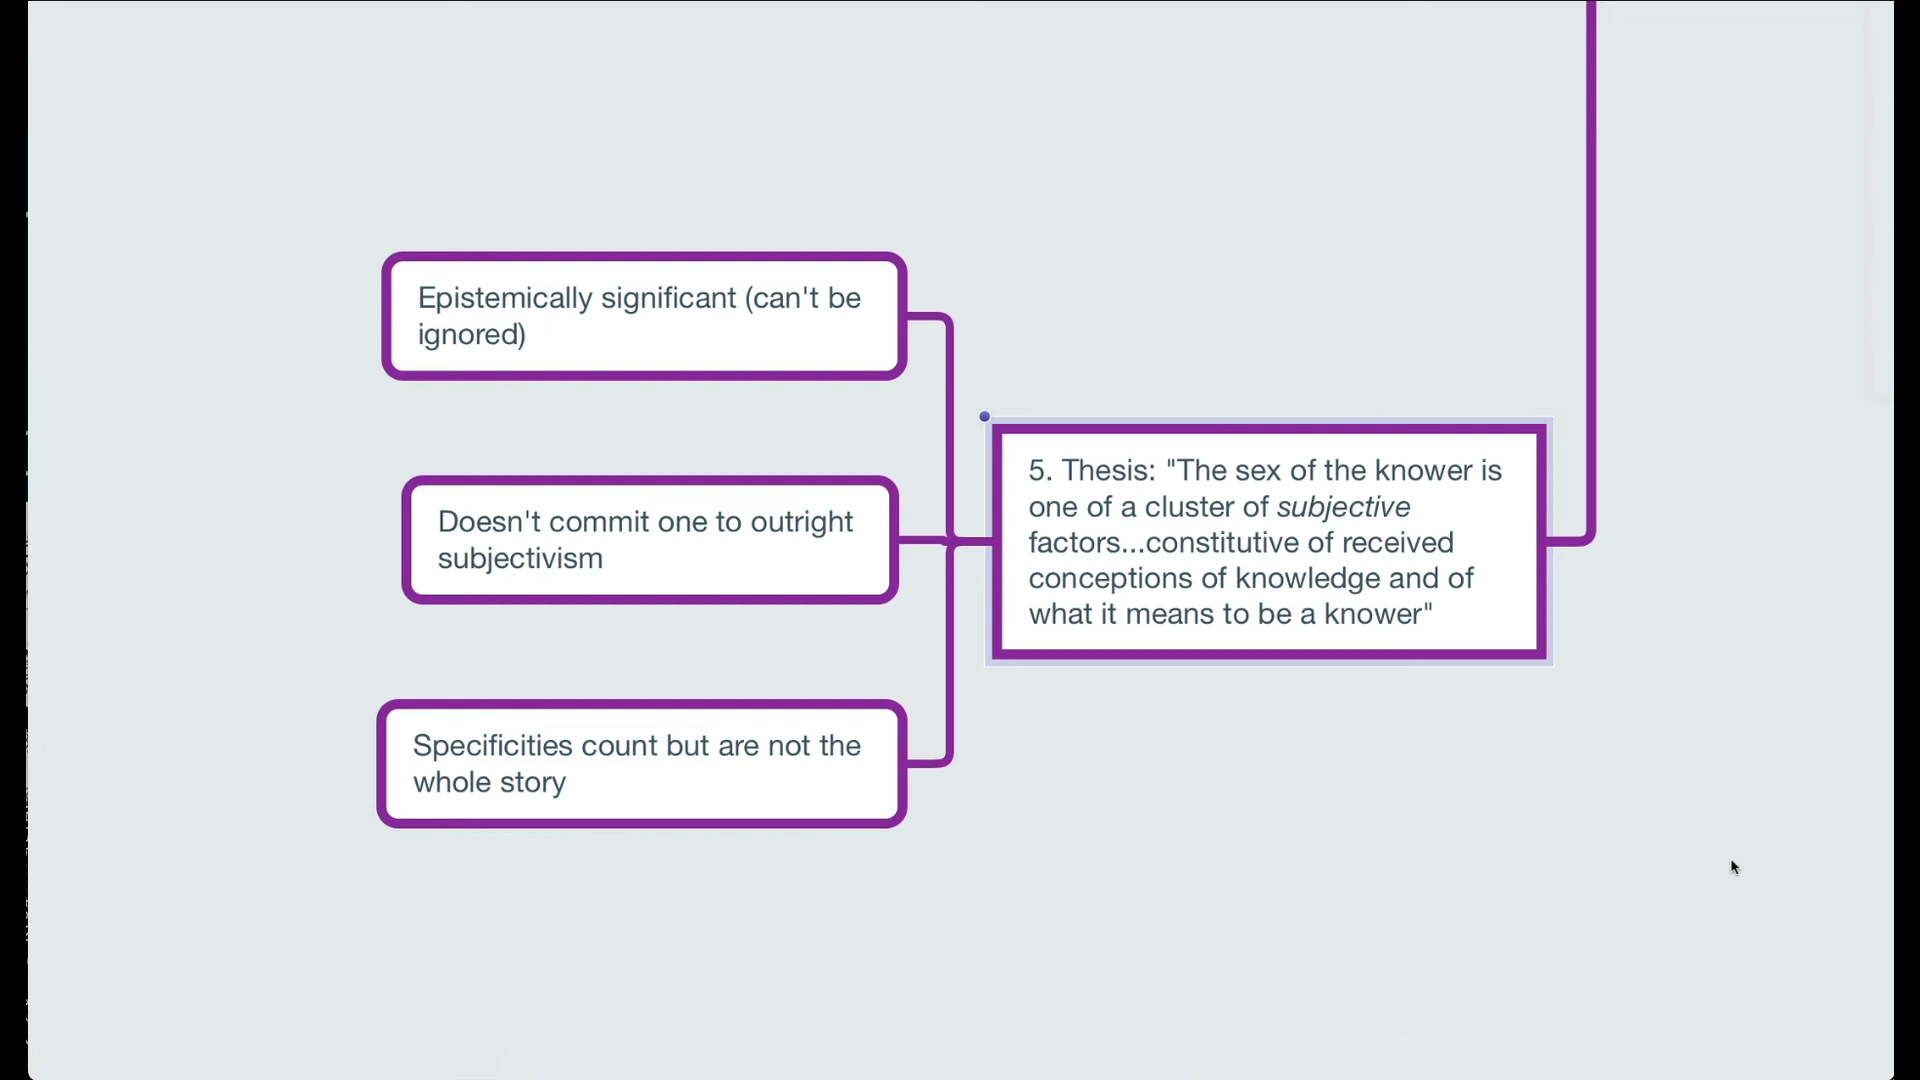 Epistemically significant (can't be
ignored)
Doesn't commit one to outright
subjectivism
Specificities count but are not the
whole story
5. Thesis: "The sex of the knower is
one of a cluster of subjective
factors...constitutive of received
conceptions of knowledge and of
what it means to be a knower"